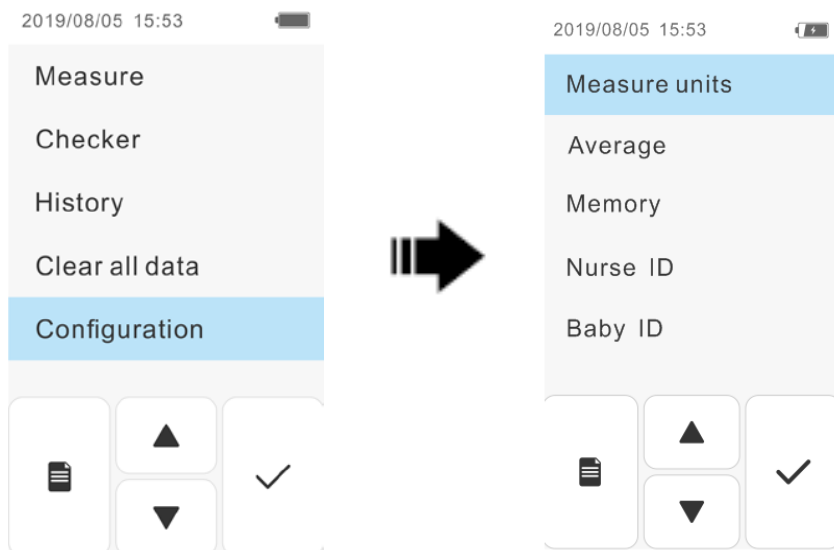 2019/08/05 15:53
Measure
Checker
History
Clear all data
Configuration
2019/08/05 15:53
Measure units
Average
Memory
Nurse ID
Baby ID